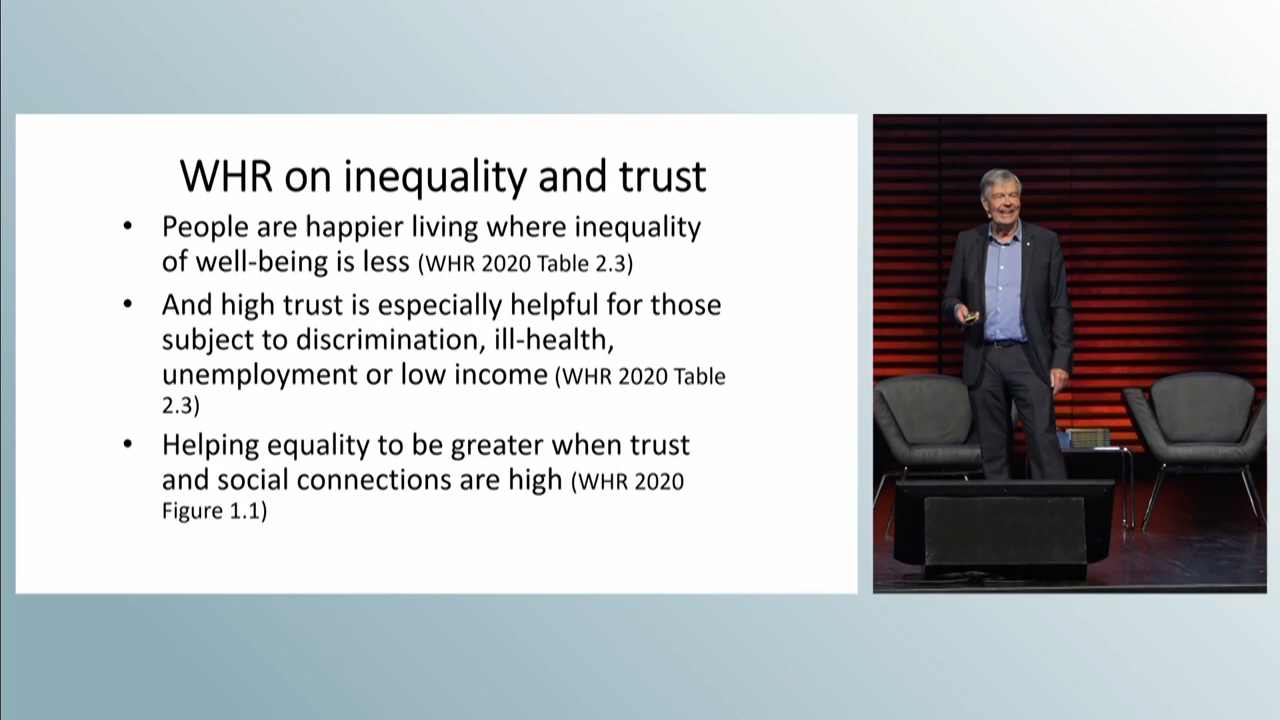 WHR on inequality and trust
• People are happier living where inequality
of well-being is less (WHR 2020 Table 2.3)
• And high trust is especially helpful for those
subject to discrimination, ill-health,
unemployment or low income (WHR 2020 Table
2.3)
• Helping equality to be greater when trust
and social connections are high (WHR 2020
Figure 1.1)